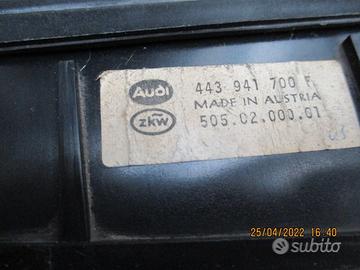 Audi
443 941 700 F
MADE IN AUSTRIA
zkw
505.02.000.01
25/04/2022 16:40
subito